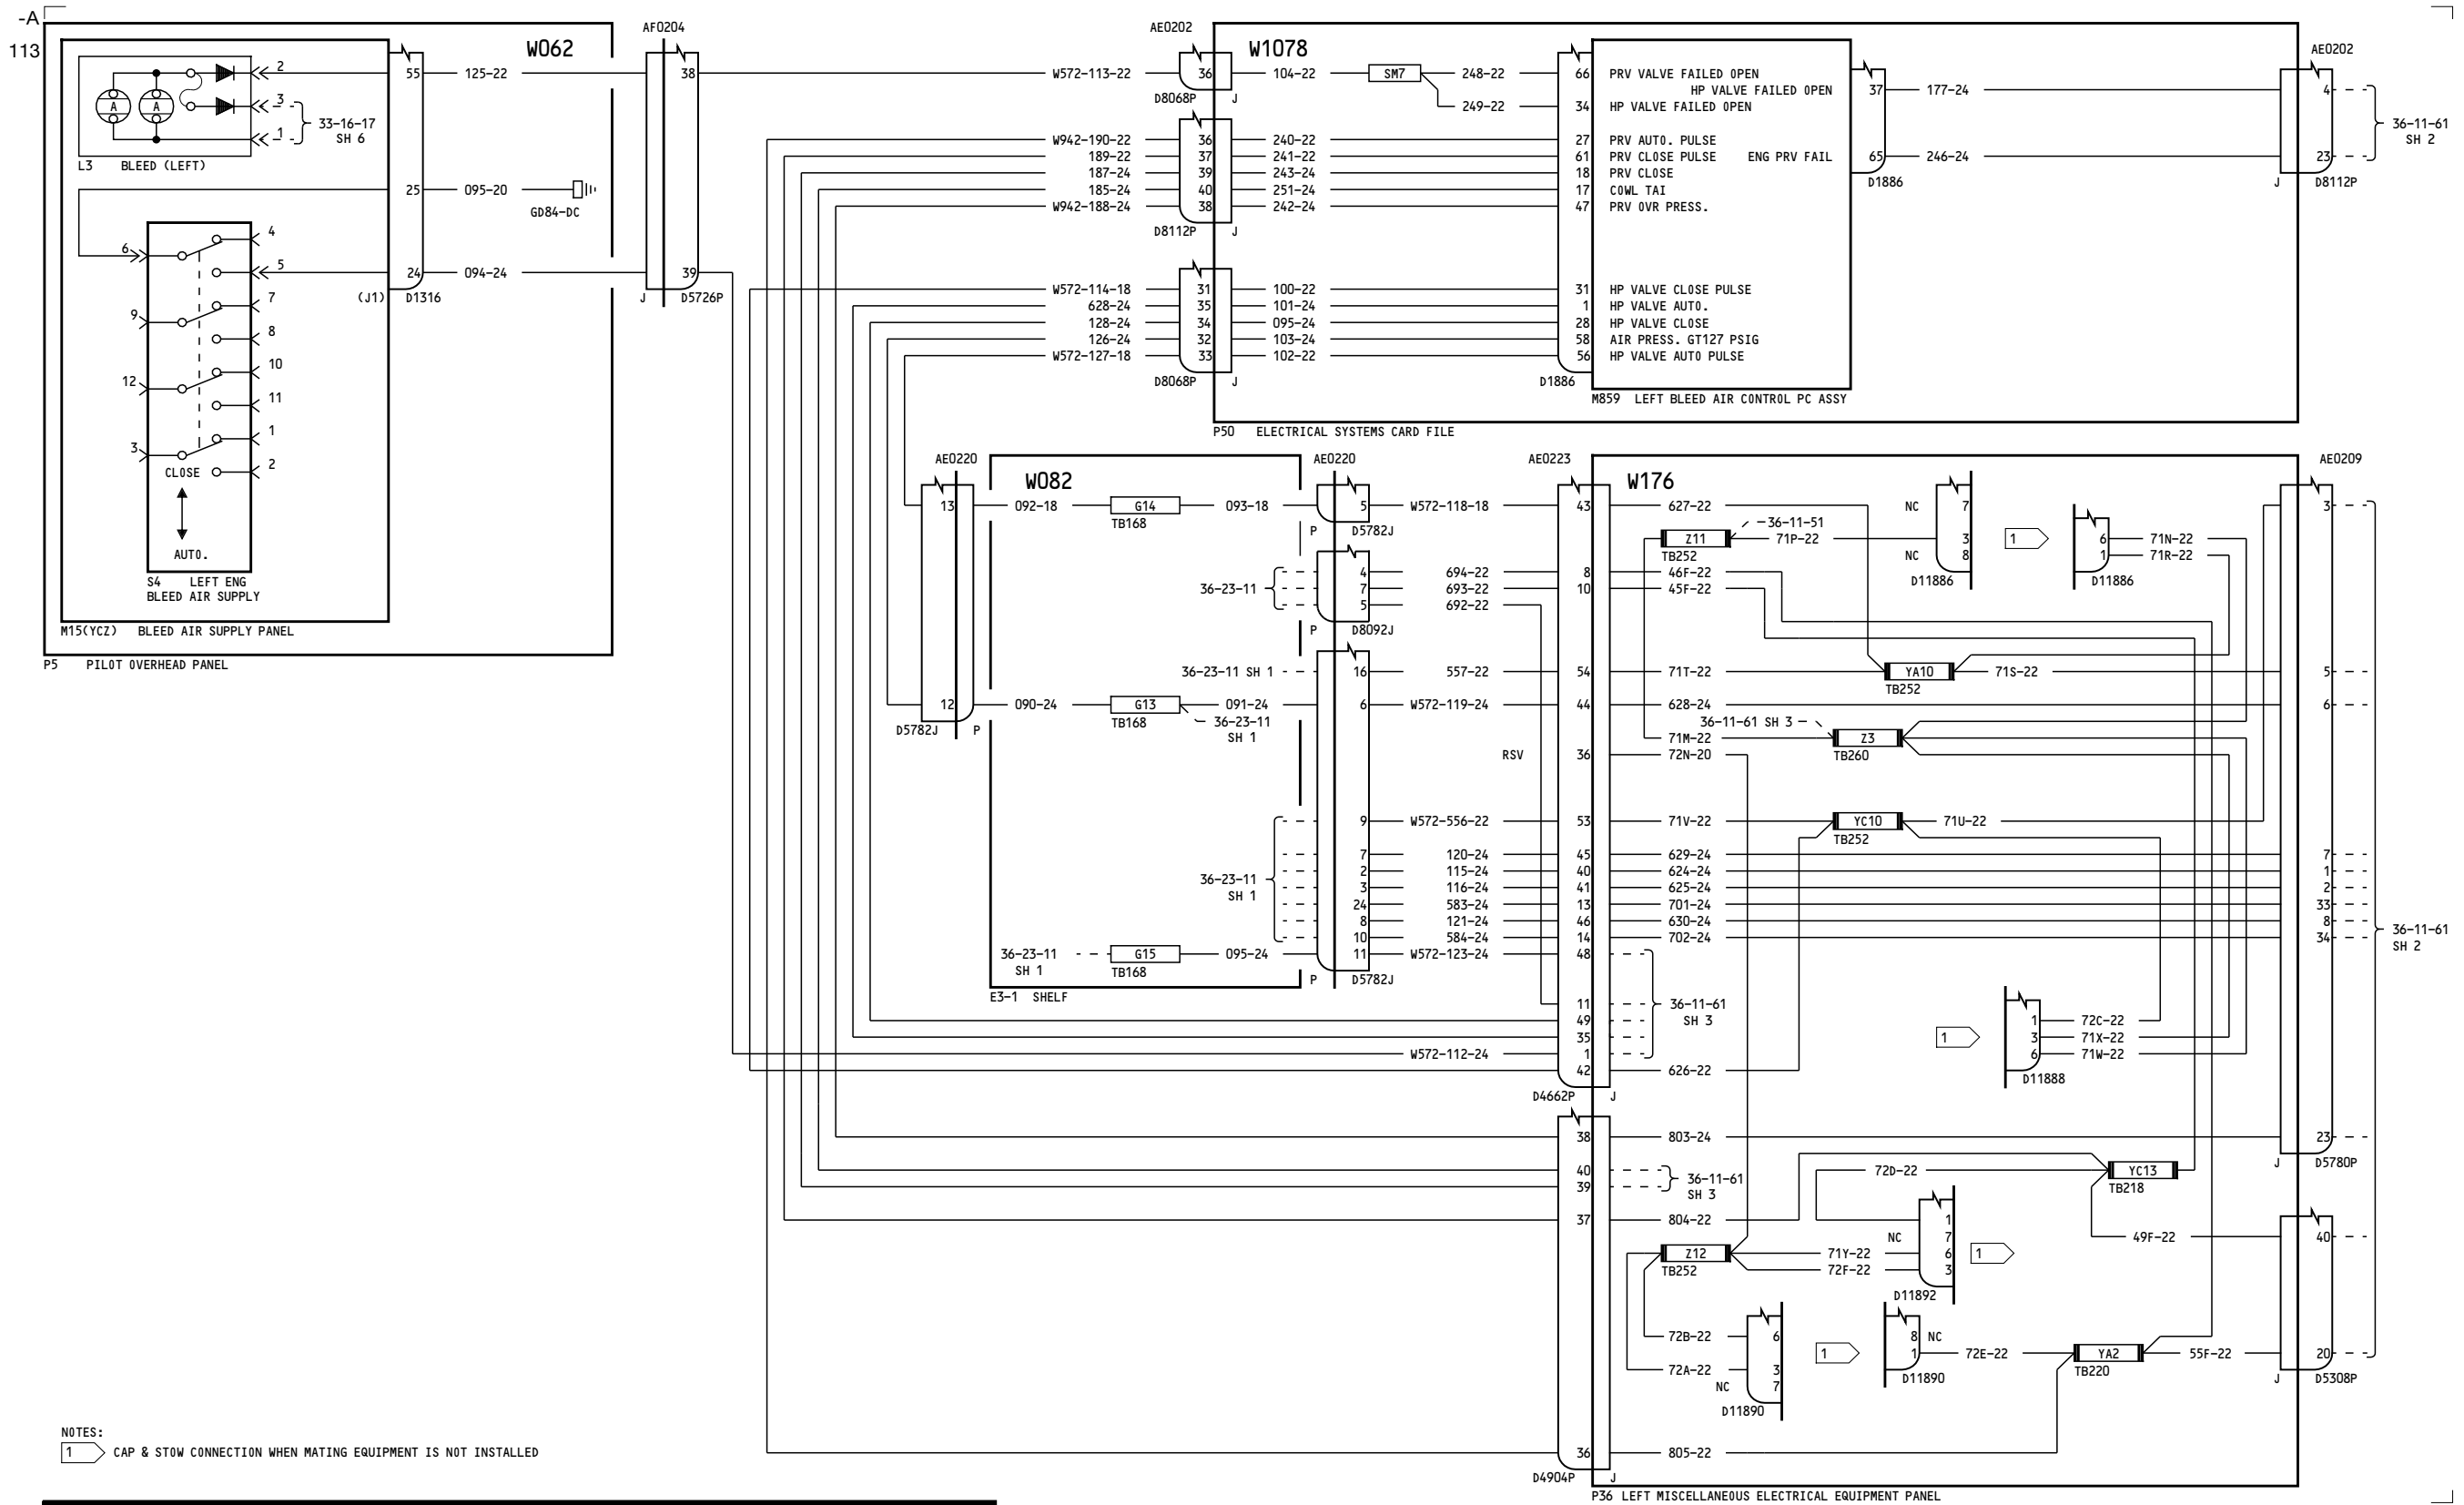 -A
113
W062
AF0204
AE0202
W1078
AE0202
2
55
125-22
38
W572-113-22
36
104-22
SM7
248-22
66
PRV VALVE FAILED OPEN
HP VALVE FAILED OPEN
37
177-24
4
A
A
3
D8068P
J
249-22
34
HP VALVE FAILED OPEN
33-16-17
SH 6
36-11-61
SH 2
1
W942-190-22
36
240-22
27
PRV AUTO. PULSE
L3
BLEED (LEFT)
189-22
37
241-22
61
PRV CLOSE PULSE
ENG PRV FAIL
65
246-24
23
187-24
39
243-24
18
PRV CLOSE
D1886
J
D8112P
25
095-20
GD84-DC
185-24
40
251-24
17
COWL TAI
W942-188-24
38
242-24
47
PRV OVR PRESS.
D8112P
J
4
6
5
24
094-24
39
(J1)
D1316
J
D5726P
7
W572-114-18
31
100-22
31
HP VALVE CLOSE PULSE
9
628-24
35
101-24
1
HP VALVE AUTO.
8
128-24
34
095-24
28
HP VALVE CLOSE
126-24
32
103-24
58
AIR PRESS. GT127 PSIG
10
W572-127-18
33
102-22
56
HP VALVE AUTO PULSE
12
D8068P
J
D1886
11
M859 LEFT BLEED AIR CONTROL PC ASSY
1
P50 ELECTRICAL SYSTEMS CARD FILE
3
CLOSE
2
AUTO.
S4 LEFT ENG
BLEED AIR SUPPLY
M15(YCZ) BLEED AIR SUPPLY PANEL
P5 PILOT OVERHEAD PANEL
AE0220
W082
AE0220
AE0223
W176
AE0209
13
092-18
G14
TB168
093-18
5
P
D5782J
W572-118-18
43
627-22
NC
7
3
36-11-51
Z11
TB252
71P-22
3
NC
8
D11886
1
6
71N-22
1
71R-22
D11886
36-23-11
4
694-22
8
46F-22
7
693-22
10
45F-22
5
692-22
P
D8092J
36-23-11 SH 1
16
557-22
54
71T-22
YA10
TB252
71S-22
5
12
090-24
G13
TB168
091-24
36-23-11
SH 1
6
W572-119-24
44
628-24
6
D5782J
P
36-11-61 SH 3
71M-22
Z3
TB260
RSV
36
72N-20
9
W572-556-22
53
71V-22
YC10
TB252
71U-22
7
120-24
45
629-24
7
36-23-11
SH 1
2
115-24
40
624-24
1
3
116-24
41
625-24
2
24
583-24
13
701-24
33
8
121-24
46
630-24
8
10
584-24
14
702-24
34
36-11-61
SH 2
36-23-11
SH 1
G15
TB168
095-24
11
W572-123-24
48
P
D5782J
E3-1 SHELF
11
36-11-61
SH 3
49
1
72C-22
35
1
3
71X-22
W572-112-24
1
6
71W-22
42
626-22
D11888
D4662P
J
38
803-24
23
J
D5780P
40
36-11-61
SH 3
39
72D-22
YC13
TB218
37
804-22
1
7
NC
49F-22
40
Z12
TB252
71Y-22
6
1
72F-22
3
D11892
72B-22
6
8
NC
72A-22
3
1
1
72E-22
YA2
TB220
55F-22
20
NC
7
D11890
D11890
J
D5308P
36
805-22
D4904P
J
P36 LEFT MISCELLANEOUS ELECTRICAL EQUIPMENT PANEL
NOTES:
1
CAP & STOW CONNECTION WHEN MATING EQUIPMENT IS NOT INSTALLED